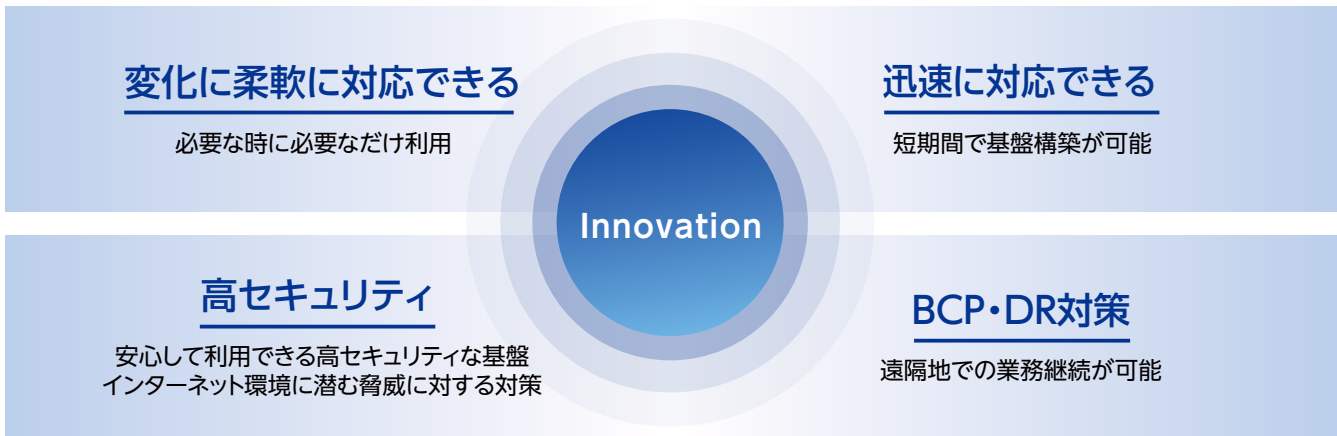 変化に柔軟に対応できる
必要な時に必要なだけ利用
迅速に対応できる
短期間で基盤構築が可能
Innovation
高セキュリティ
安心して利用できる高セキュリティな基盤
インターネット環境に潜む脅威に対する対策
BCP・DR対策
遠隔地での業務継続が可能